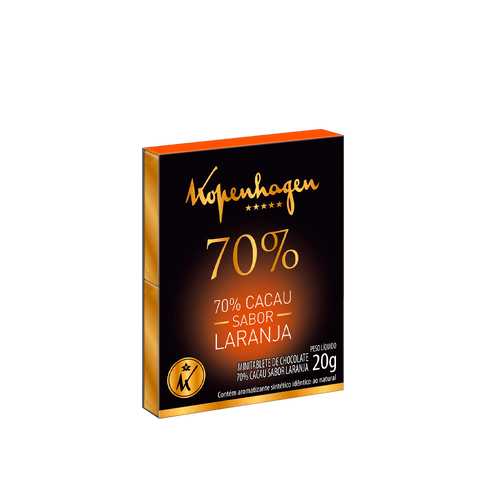 Kopenhagen
70%
70% CACAU
SABOR
LARANJA
PESO LÍQUIDO
MINITABLETE DE CHOCOLATE
70% CACAU SABOR LARANJA
20g
Contém aromatizante sintético idêntico ao natural
K